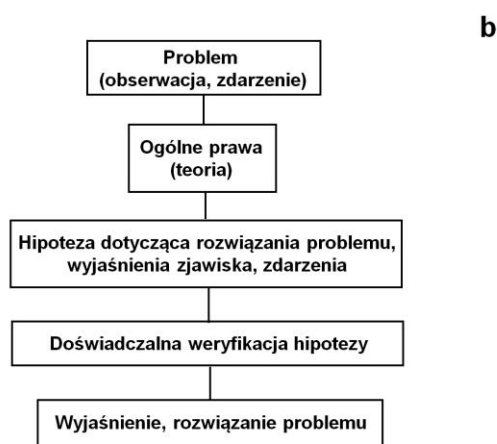 b
Problem
(obserwacja, zdarzenie)
Ogólne prawa
(teoria)
Hipoteza dotycząca rozwiązania problemu,
wyjaśnienia zjawiska, zdarzenia
Doświadczalna weryfikacja hipotezy
Wyjaśnienie, rozwiązanie problemu